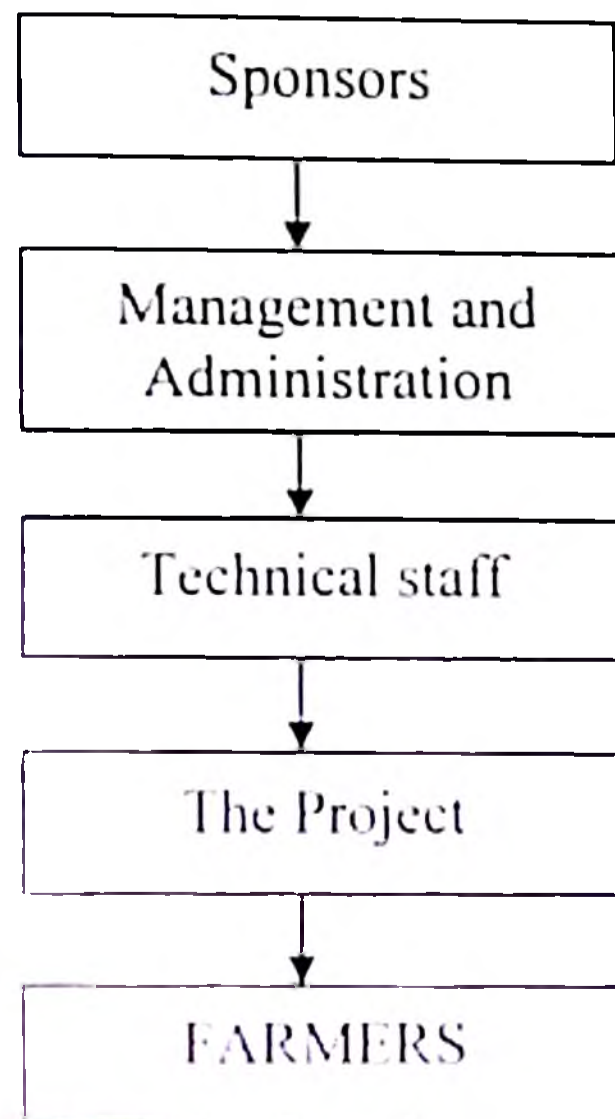 Sponsors
Management and
Administration
Technical staff
The Project
FARMERS